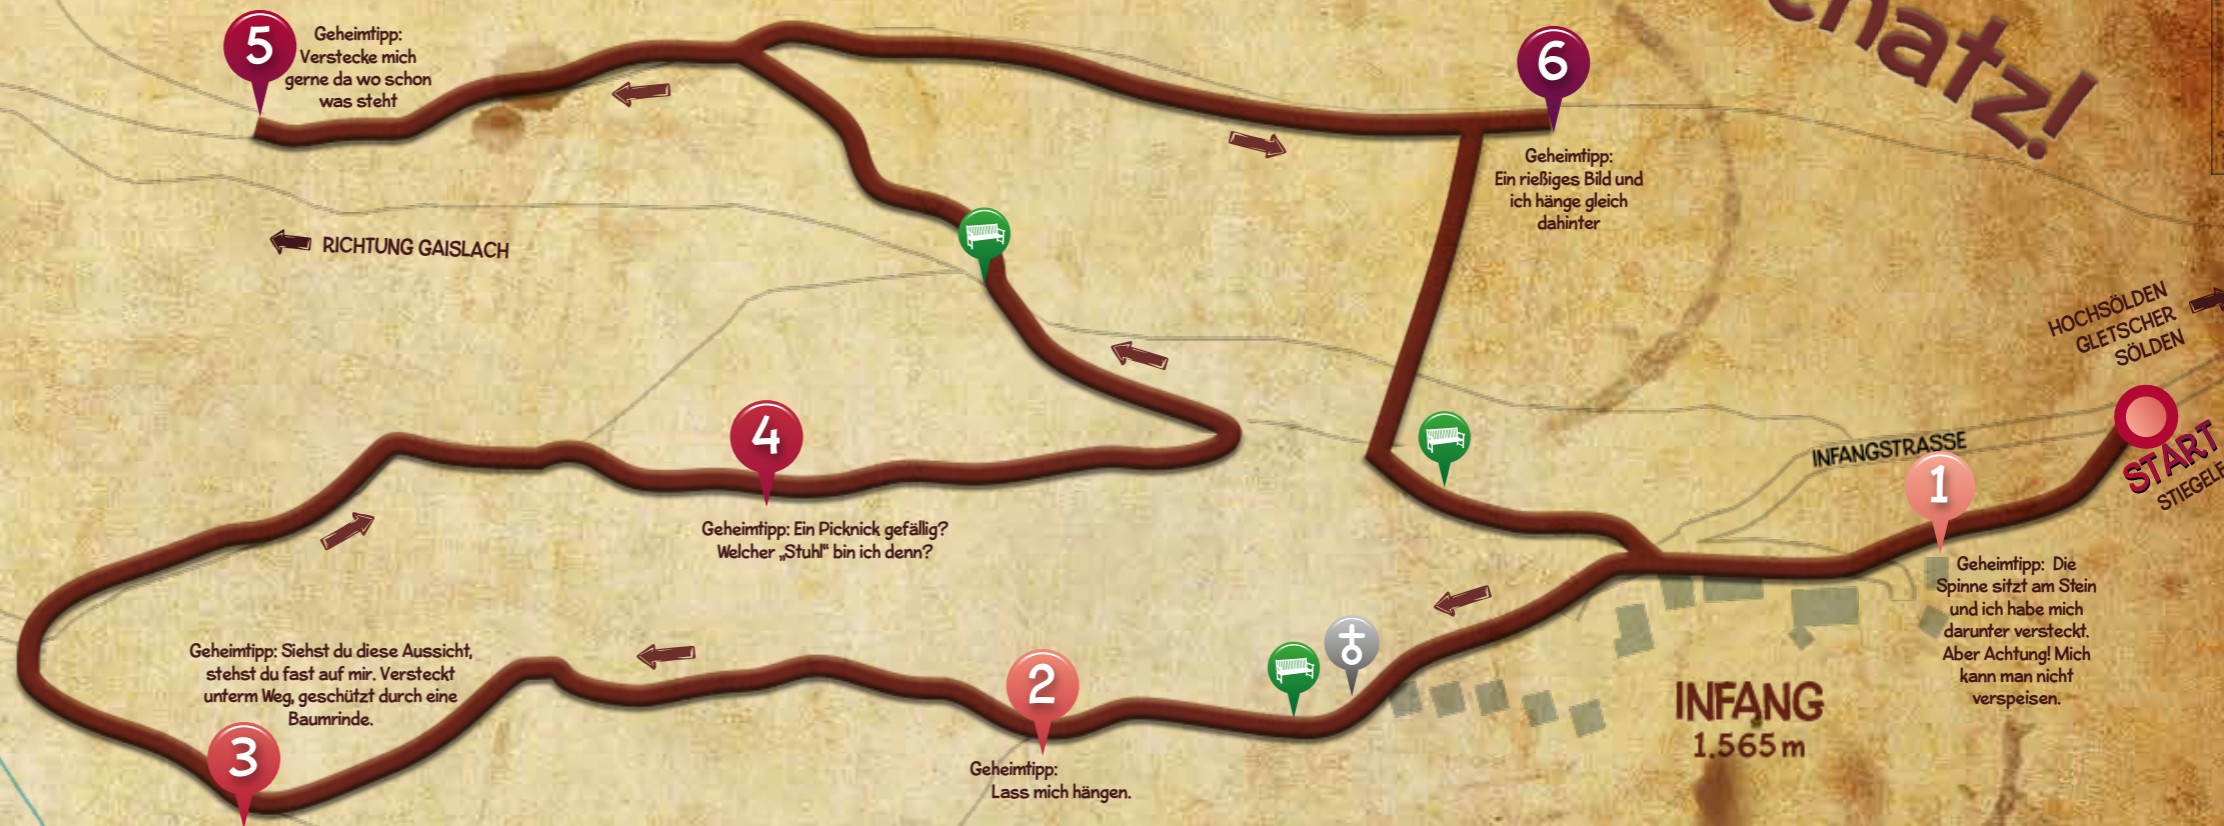 chatz!
5
Geheimtipp:
Verstecke mich
gerne da wo schon
was steht
6
Geheimtipp:
Ein rießiges Bild und
ich hänge gleich
dahinter
RICHTUNG GAISLACH
HOCHSÖLDEN
GLETSCHER
SÖLDEN
START
INFANGSTRASSE
1
Geheimtipp: Die
Spinne sitzt am Stein
und ich habe mich
darunter versteckt.
Aber Achtung! Mich
kann man nicht
verspeisen.
4
Geheimtipp: Ein Picknick gefällig?
Welcher „Stuhl" bin ich denn?
Geheimtipp: Siehst du diese Aussicht,
stehst du fast auf mir. Versteckt
unterm Weg, geschützt durch eine
Baumrinde.
3
2
Geheimtipp:
Lass mich hängen.
INFANG
1.565 m